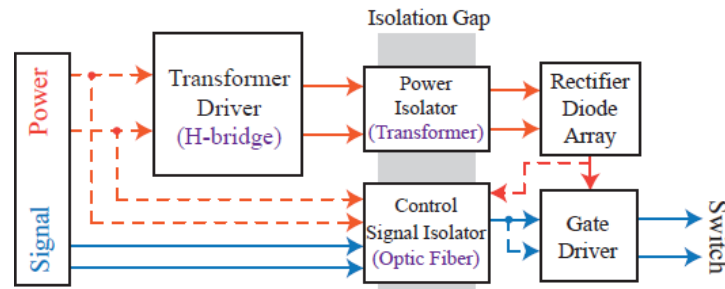 Isolation Gap
Power
Signal
Transformer
Driver
(H-bridge)
Power
Isolator
(Transformer)
Rectifier
Diode
Array
Control
Signal Isolator
(Optic Fiber)
Gate
Driver
Switch